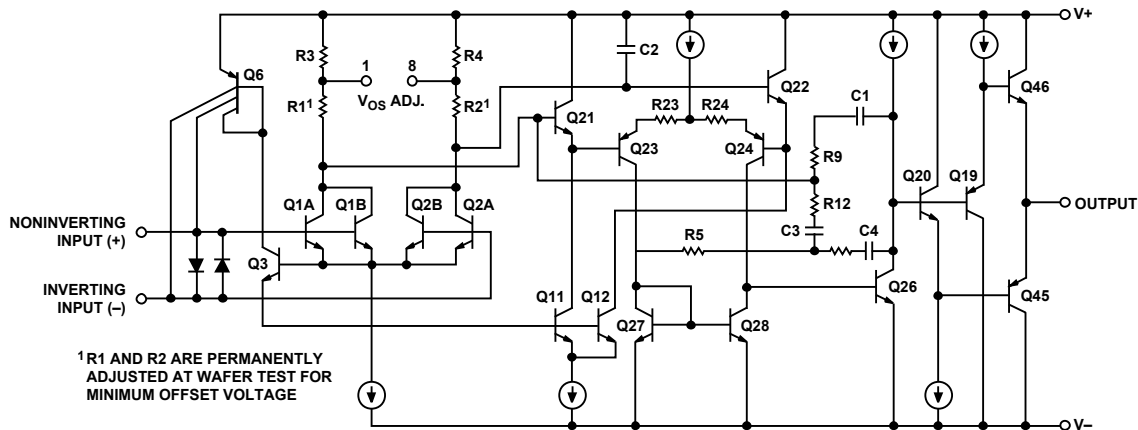 V+
R3
R4
C2
1
8
Q6
R1¹
VOS ADJ.
R2¹
Q22
Q46
Q21
R23
R24
C1
Q23
Q24
R9
Q20
Q19
Q1A
Q1B
Q2B
Q2A
R12
OUTPUT
NONINVERTING
INPUT (+)
C3
C4
R5
Q3
INVERTING
INPUT (–)
Q11
Q12
Q27
Q28
Q26
Q45
¹R1 AND R2 ARE PERMANENTLY
ADJUSTED AT WAFER TEST FOR
MINIMUM OFFSET VOLTAGE
V–